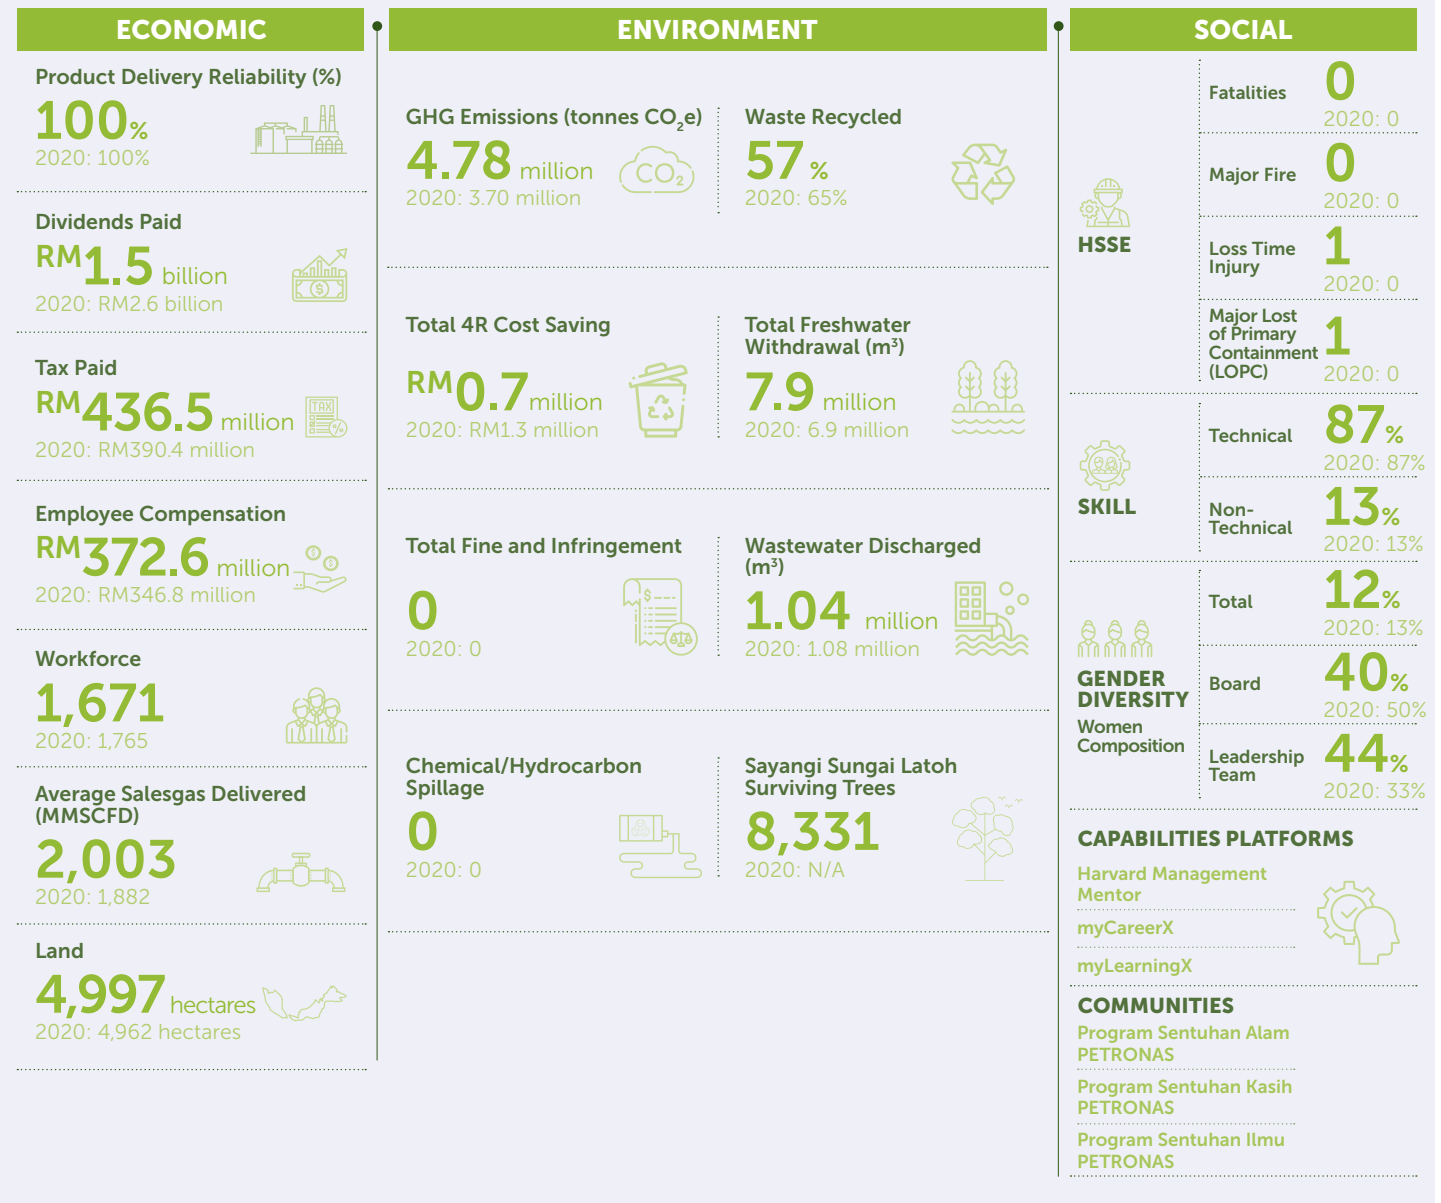 ECONOMIC
Product Delivery Reliability (%)
100%
2020: 100%
Dividends Paid
RM1.5 billion
2020: RM2.6 billion
Tax Paid
RM436.5 million
TAX
2020: RM390.4 million
Employee Compensation
RM372.6 million
2020: RM346.8 million
Workforce
1,671
2020: 1,765
Average Salesgas Delivered
(MMSCFD)
2,003
2020: 1,882
Land
4,997 hectares
2020: 4,962 hectares
ENVIRONMENT
GHG Emissions (tonnes CO₂e)
4.78 million
CO₂
2020: 3.70 million
Waste Recycled
57 %
2020: 65%
Total 4R Cost Saving
RM0.7 million
2020: RM1.3 million
Total Freshwater
Withdrawal (m³)
7.9 million
2020: 6.9 million
Total Fine and Infringement
0
2020: 0
Wastewater Discharged
(m³)
1.04 million
2020: 1.08 million
Chemical/Hydrocarbon
Spillage
0
2020: 0
Sayangi Sungai Latoh
Surviving Trees
8,331
2020: N/A
SOCIAL
HSSE
Fatalities
0
2020: 0
Major Fire
0
2020: 0
Loss Time
Injury
1
2020: 0
Major Lost
of Primary
Containment
(LOPC)
1
2020: 0
SKILL
Technical
87%
2020: 87%
Non-
Technical
13%
2020: 13%
GENDER
DIVERSITY
Women
Composition
Total
12%
2020: 13%
Board
40%
2020: 50%
Leadership
Team
44%
2020: 33%
CAPABILITIES PLATFORMS
Harvard Management
Mentor
myCareerX
myLearningX
COMMUNITIES
Program Sentuhan Alam
PETRONAS
Program Sentuhan Kasih
PETRONAS
Program Sentuhan Ilmu
PETRONAS